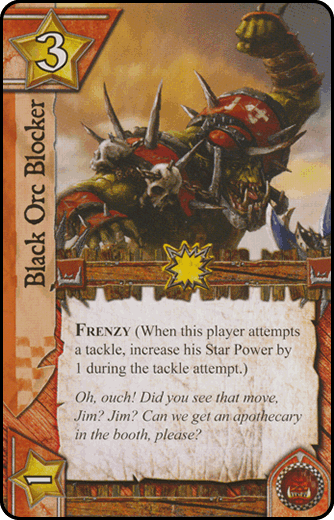 3
Black Orc Blocker
FRENZY (When this player attempts
a tackle, increase his Star Power by
1 during the tackle attempt.)
Oh, ouch! Did you see that move,
Jim? Jim? Can we get an apothecary
in the booth, please?
1